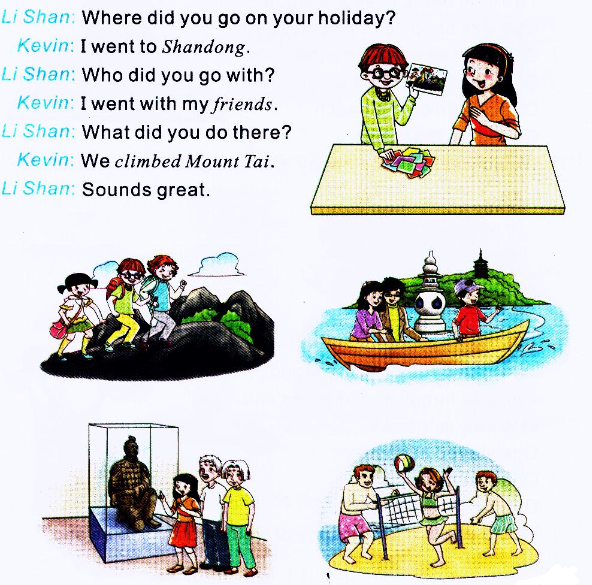 Li Shan: Where did you go on your holiday?
Kevin: I went to Shandong.
Li Shan: Who did you go with?
Kevin: I went with my friends.
Li Shan: What did you do there?
Kevin: We climbed Mount Tai.
Li Shan: Sounds great.